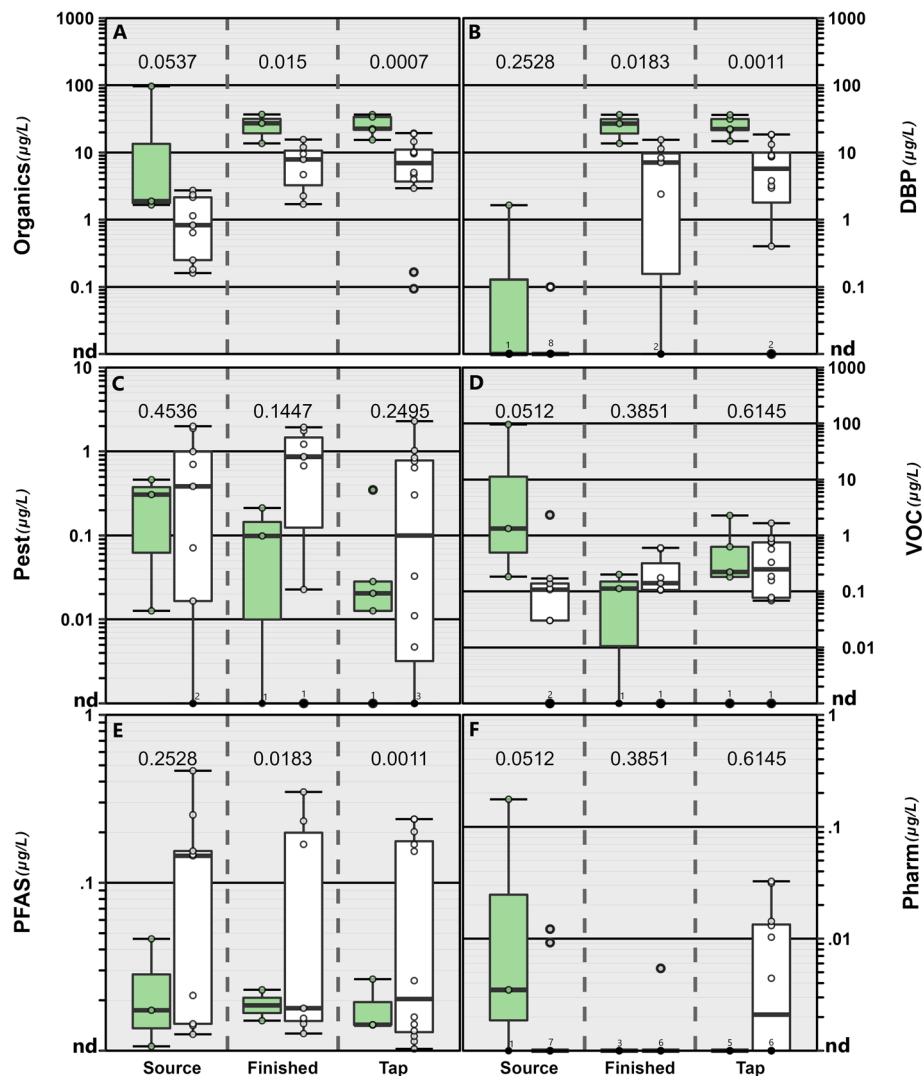 1000
100
10
1
0.1
nd
Organics (µg/L)
A
0.0537 0.015 0.0007
B
0.2528 0.0183 0.0011
1 8 2 2
1000
100
10
1
0.1
nd
DBP (µg/L)
10
1
0.1
0.01
nd
Pest (µg/L)
C
0.4536 0.1447 0.2495
2 1 1 1 3
D
0.0512 0.3851 0.6145
2 1 1 1 1
1000
100
10
1
0.1
0.01
nd
VOC (µg/L)
1
.1
nd
PFAS (µg/L)
E
0.2528 0.0183 0.0011
F
0.0512 0.3851 0.6145
1 7 3 6 5 6
1
.1
.01
nd
Pharm (µg/L)
Source Finished Tap Source Finished Tap